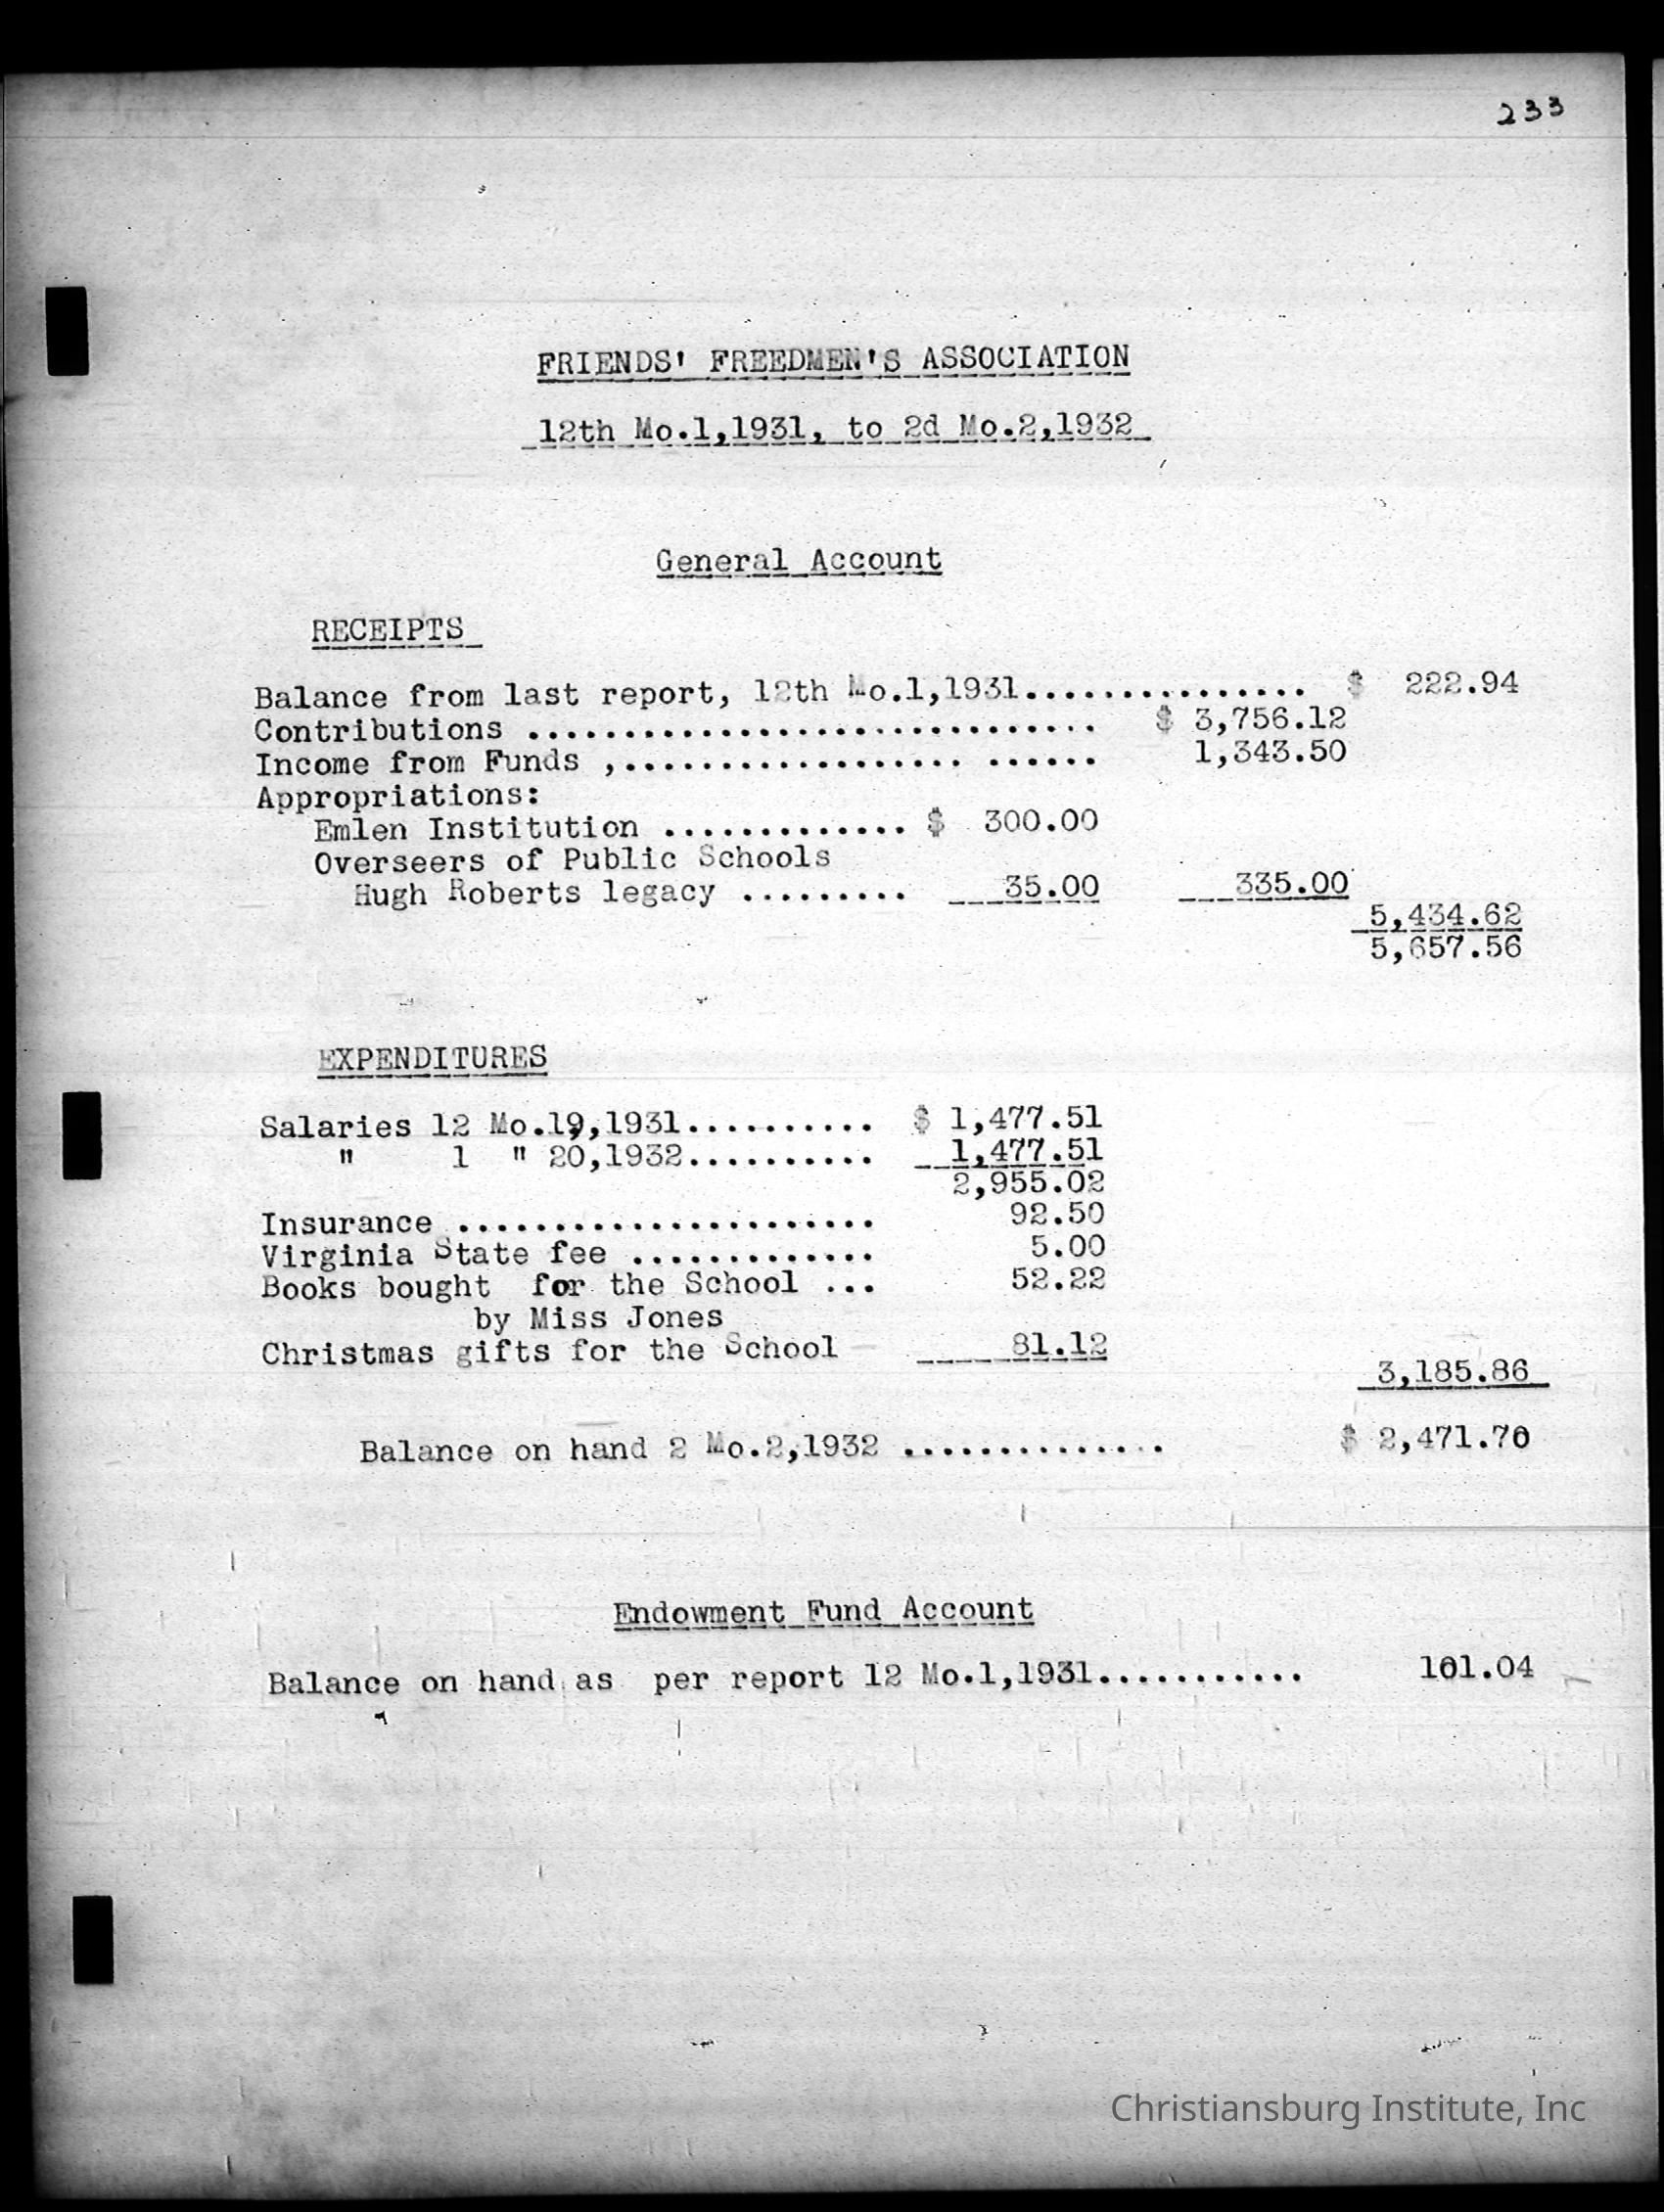 233
FRIENDS' FREEDMEN'S ASSOCIATION
12th Mo.1,1931, to 2d Mo.2,1932
General Account
RECEIPTS
Balance from last report, 12th Mo.1,1931............... $ 222.94
Contributions .............................. $ 3,756.12
Income from Funds ,.................. ...... 1,343.50
Appropriations:
Emlen Institution ............. $ 300.00
Overseers of Public Schools
Hugh Roberts legacy ......... 35.00 335.00
5,434.62
5,657.56
EXPENDITURES
Salaries 12 Mo.19,1931.......... $ 1,477.51
" 1 " 20,1932.......... 1,477.51
2,955.02
Insurance ...................... 92.50
Virginia State fee ............. 5.00
Books bought for the School ... 52.22
by Miss Jones
Christmas gifts for the School 81.12
3,185.86
Balance on hand 2 Mo.2,1932 .............. $ 2,471.70
Endowment Fund Account
Balance on hand as per report 12 Mo.1,1931........... 101.04
Christiansburg Institute, Inc